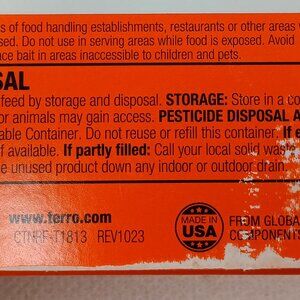 s of food handling establishments, restaurants or other areas w
sed. Do not use in serving areas while food is exposed. Avoid
ace bait in areas inaccessible to children and pets.
SAL
feed by storage and disposal. STORAGE: Store in a co
or animals may gain access. PESTICIDE DISPOSAL A
able Container. Do not reuse or refill this container. If e
if available. If partly filled: Call your local solid waste
e unused product down any indoor or outdoor drain.
www.terro.com
CTNRF-T1813 REV1023
MADE IN
USA
FROM GLOBA
COMPONENTS